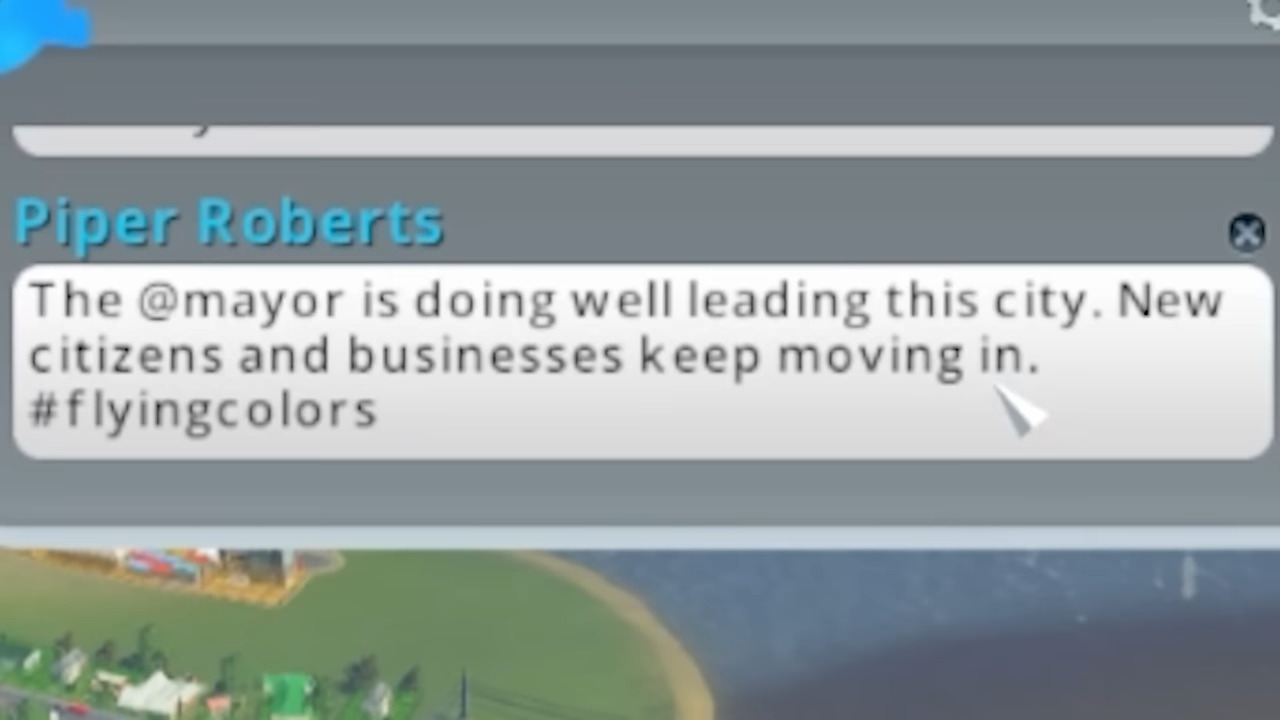 Piper Roberts
The @mayor is doing well leading this city. New
citizens and businesses keep moving in.
#flyingcolors